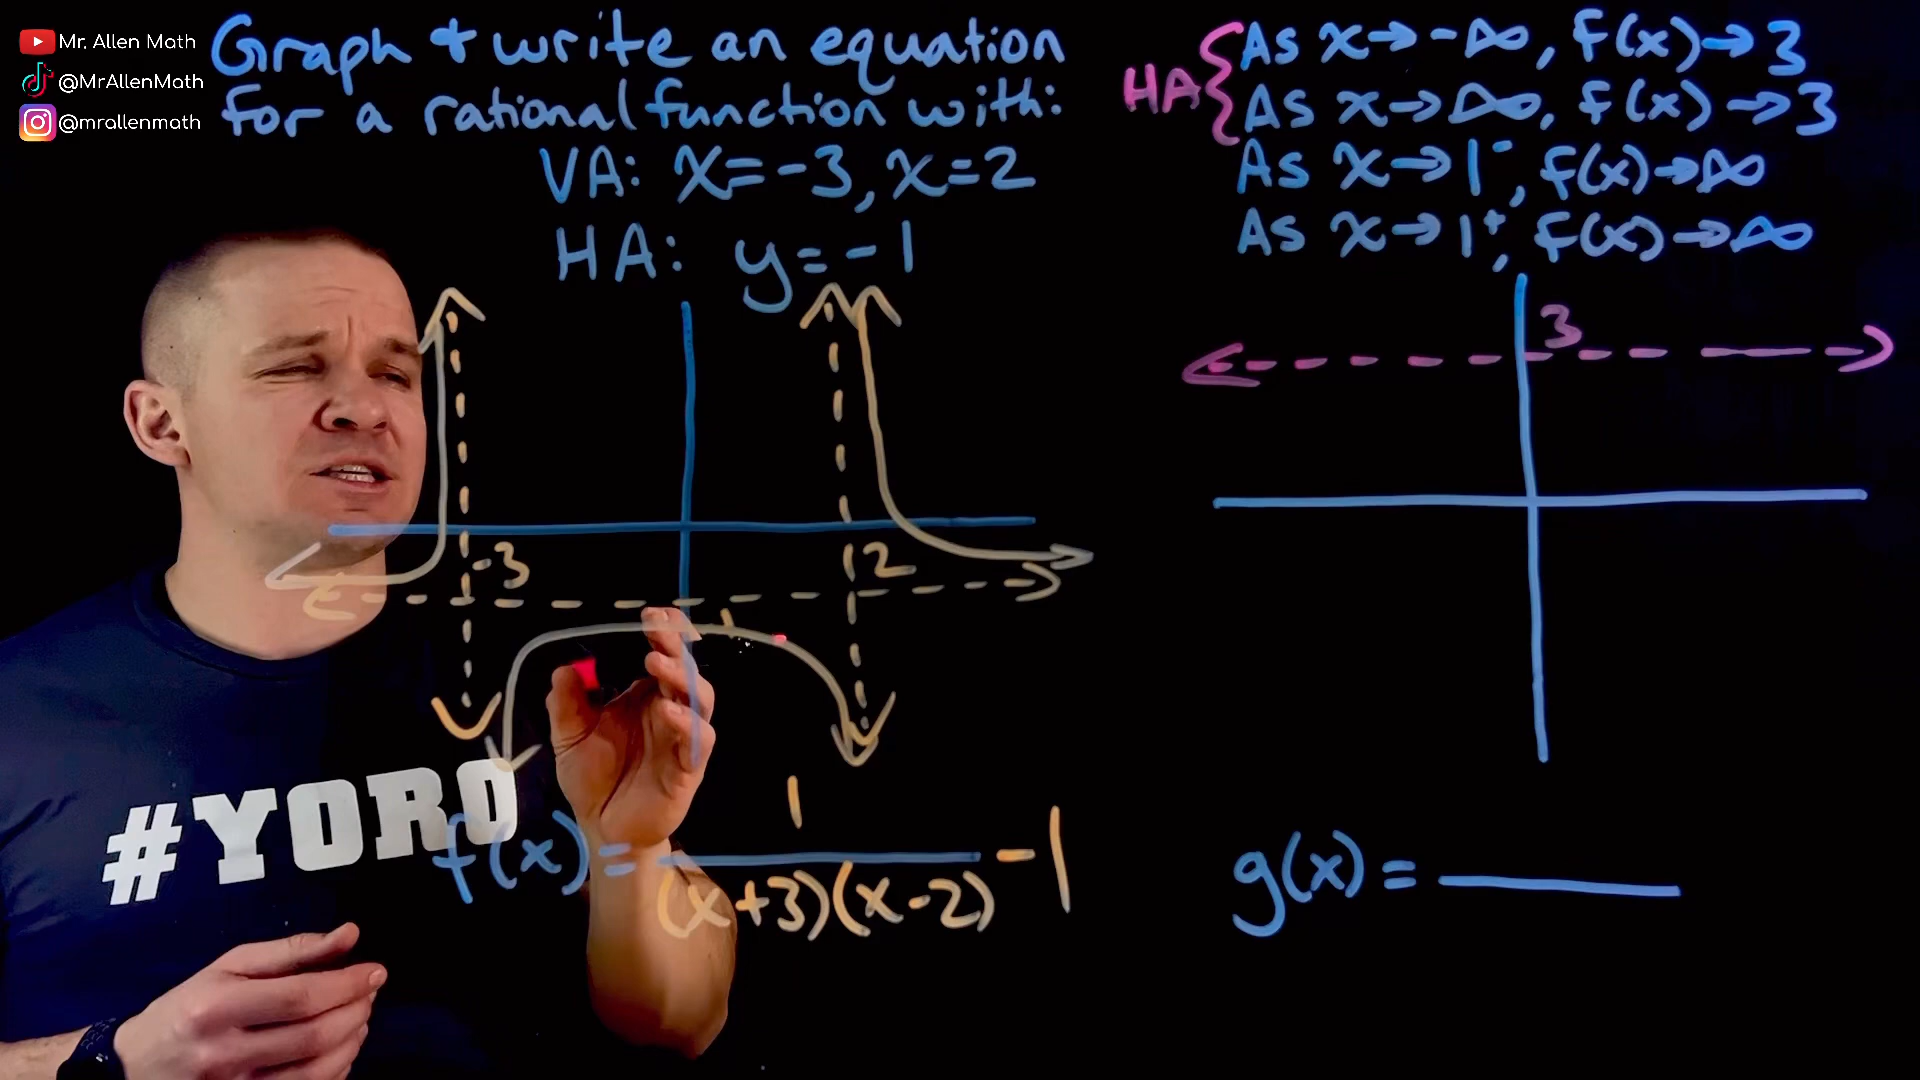 Mr. Allen Math
@MrAllenMath
@mrallenmath
Graph + write an equation
for a rational function with:
VA: x=-3, x=2
HA: y=-1
-3
2
-1
#YORO
f(x)= 1/((x+3)(x-2)) -1
HA { As x→-∞, f(x)→3
As x→∞, f(x)→3
As x→1⁻, f(x)→∞
As x→1⁺, f(x)→∞
3
g(x)=